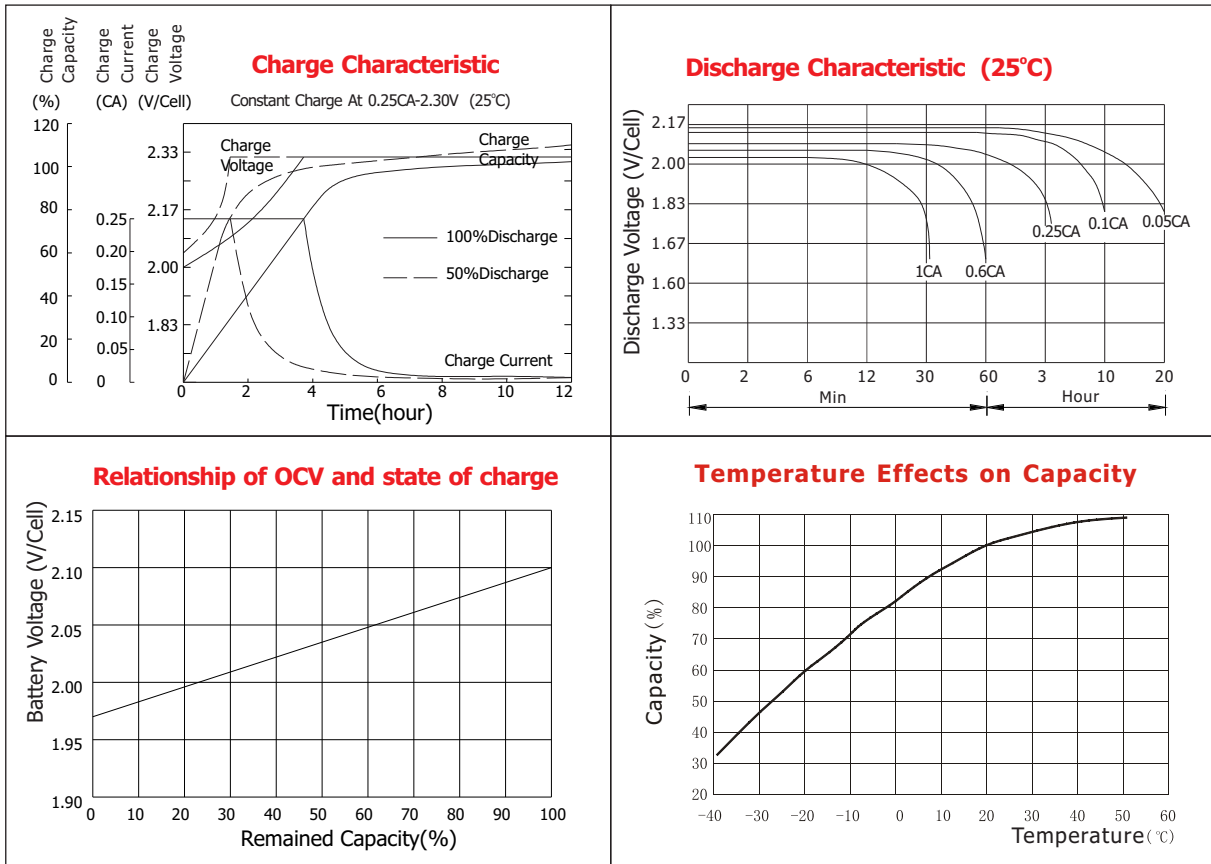 Charge
Capacity
Charge
Current
Charge
Voltage
(%)
(CA)
(V/Cell)
Charge Characteristic
Constant Charge At 0.25CA-2.30V (25°C)
120
100
80
60
40
20
0
0.25
0.20
0.15
0.10
0.05
0
2.33
2.17
2.00
1.83
Charge
Voltage
Charge
Capacity
100%Discharge
50%Discharge
Charge Current
0 2 4 6 8 10 12
Time(hour)
Discharge Characteristic (25°C)
Discharge Voltage (V/Cell)
2.17
2.00
1.83
1.67
1.60
1.33
1CA
0.6CA
0.25CA
0.1CA
0.05CA
0 2 6 12 30 60 3 10 20
Min
Hour
Relationship of OCV and state of charge
Battery Voltage (V/Cell)
2.15
2.10
2.05
2.00
1.95
1.90
0 10 20 30 40 50 60 70 80 90 100
Remained Capacity(%)
Temperature Effects on Capacity
Capacity(%)
110
100
90
80
70
60
50
40
30
20
-40 -30 -20 -10 0 10 20 30 40 50 60
Temperature(℃)